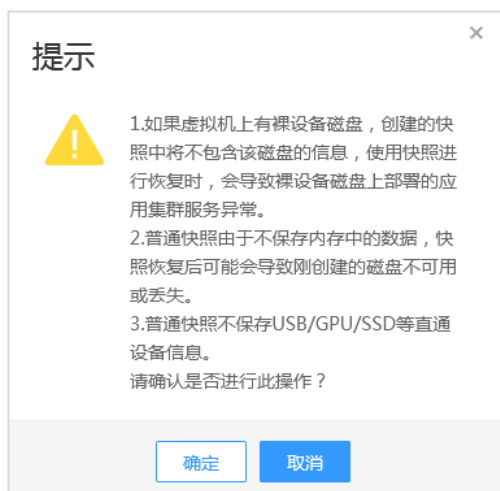 提示
×
1.如果虚拟机上有裸设备磁盘，创建的快
照中将不包含该磁盘的信息，使用快照进
行恢复时，会导致裸设备磁盘上部署的应
用集群服务异常。
2.普通快照由于不保存内存中的数据，快
照恢复后可能会导致刚创建的磁盘不可用
或丢失。
3.普通快照不保存USB/GPU/SSD等直通
设备信息。
请确认是否进行此操作？
确定
取消